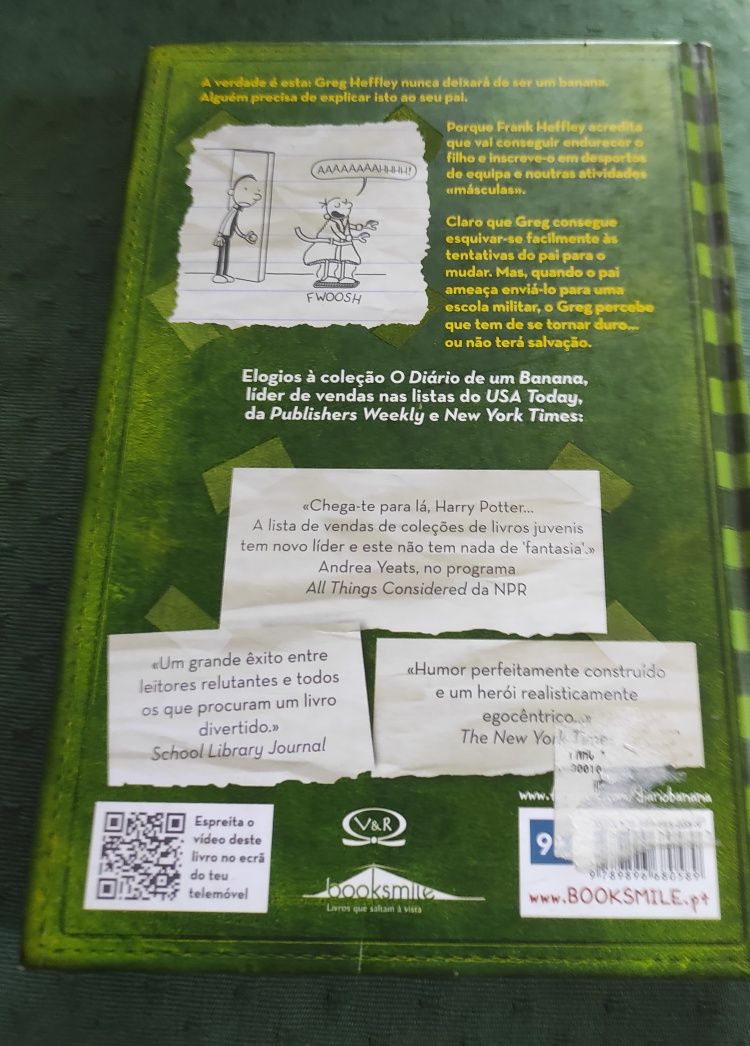 A verdade é esta: Greg Heffley nunca deixará de ser um banana.
Alguém precisa de explicar isto ao seu pai.
AAAAAAAAHHHH!
FWOOSH
Porque Frank Heffley acredita
que vai conseguir endurecer o
filho e inscreve-o em desportos
de equipa e noutras atividades
«másculas».
Claro que Greg consegue
esquivar-se facilmente às
tentativas do pai para o
mudar. Mas, quando o pai
ameaça enviá-lo para uma
escola militar, o Greg percebe
que tem de se tornar duro...
ou não terá salvação.
Elogios à coleção O Diário de um Banana,
líder de vendas nas listas do USA Today,
da Publishers Weekly e New York Times:
«Chega-te para lá, Harry Potter...
A lista de vendas de coleções de livros juvenis
tem novo líder e este não tem nada de 'fantasia'.»
Andrea Yeats, no programa
All Things Considered da NPR
«Um grande êxito entre
leitores relutantes e todos
os que procuram um livro
divertido.»
School Library Journal
«Humor perfeitamente construído
e um herói realisticamente
egocêntrico...»
The New York
www. /diariobanana
Espreita o
vídeo deste
livro no ecrã
do teu
telemóvel
V&R
booksmile
Livros que saltam à vista
9
9789896680589
www.BOOKSMILE.pt